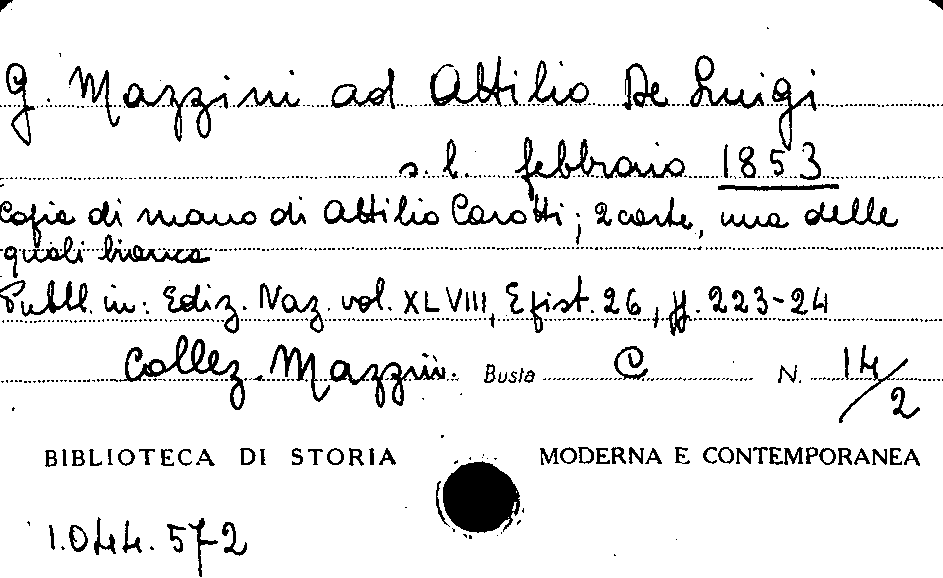 G. Mazzini ad Attilio De Luigi
s.l. febbraio 1853
Copia di mano di Attilio Carotti; 2 carte, una delle
quali bianca
Pubbl. in: Ediz. Naz. vol. XLVIII, Epist. 26, pp. 223-24
Collez. Mazzini. Busta C N. 14/2
BIBLIOTECA DI STORIA MODERNA E CONTEMPORANEA
1.044.572